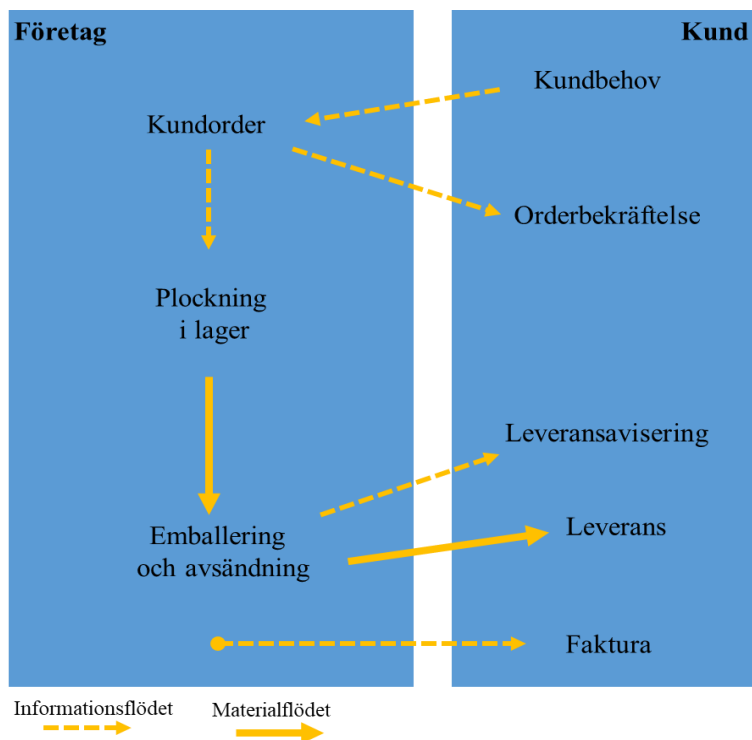 Företag
Kund
Kundbehov
Kundorder
Orderbekräftelse
Plockning
i lager
Leveransavisering
Emballering
och avsändning
Leverans
Faktura
Informationsflödet
Materialflödet